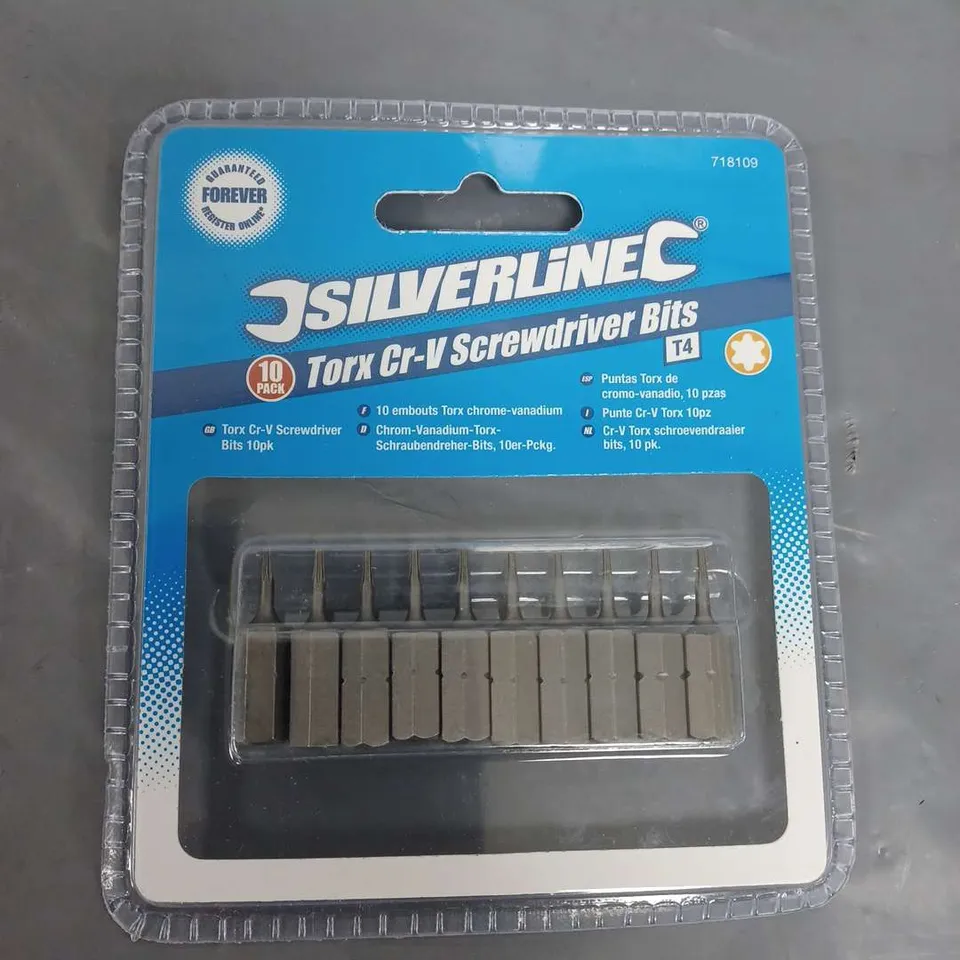 718109
GUARANTEED
FOREVER
REGISTER ONLINE*
SILVERLINE®
10
PACK
Torx Cr-V Screwdriver Bits
T4
GB Torx Cr-V Screwdriver
Bits 10pk
F 10 embouts Torx chrome-vanadium
D Chrom-Vanadium-Torx-
Schraubendreher-Bits, 10er-Pckg.
ESP Puntas Torx de
cromo-vanadio, 10 pzas
I Punte Cr-V Torx 10pz
NL Cr-V Torx schroevendraaier
bits, 10 pk.